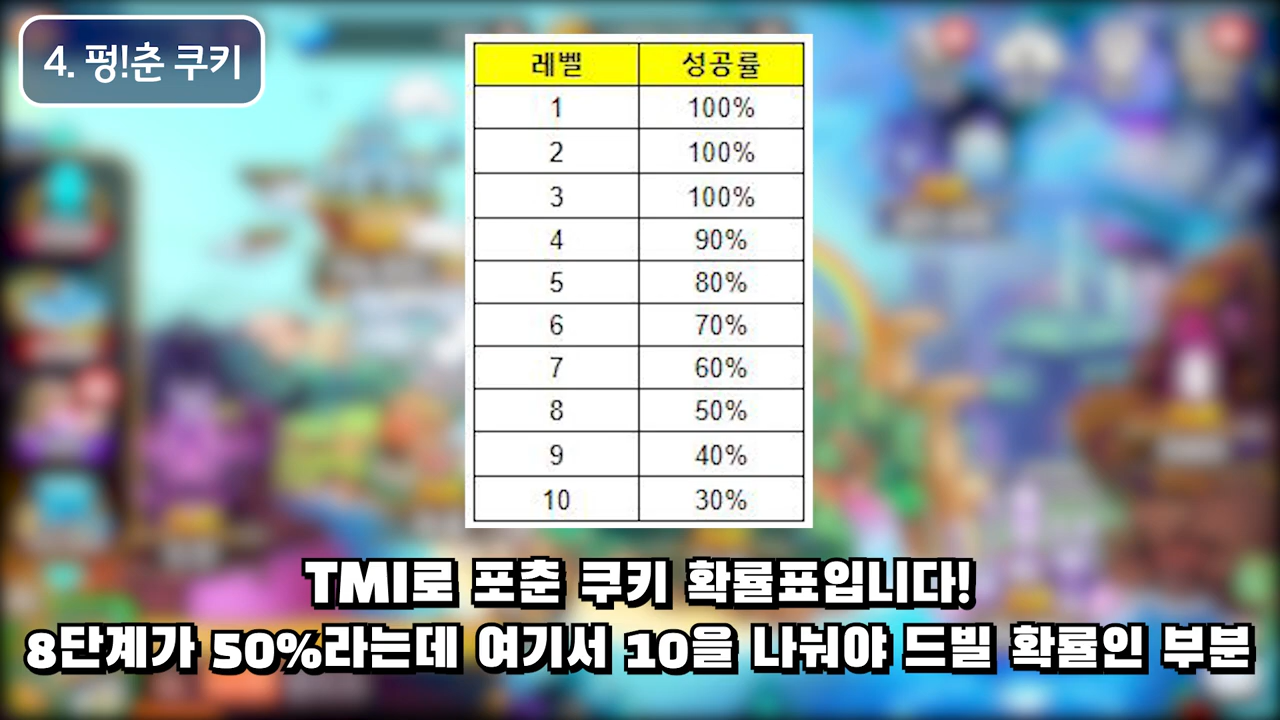 4. 펑!춘 쿠키
레벨 성공률
1 100%
2 100%
3 100%
4 90%
5 80%
6 70%
7 60%
8 50%
9 40%
10 30%
TMI로 포춘 쿠키 확률표입니다!
8단계가 50%라는데 여기서 10을 나눠야 드빌 확률인 부분